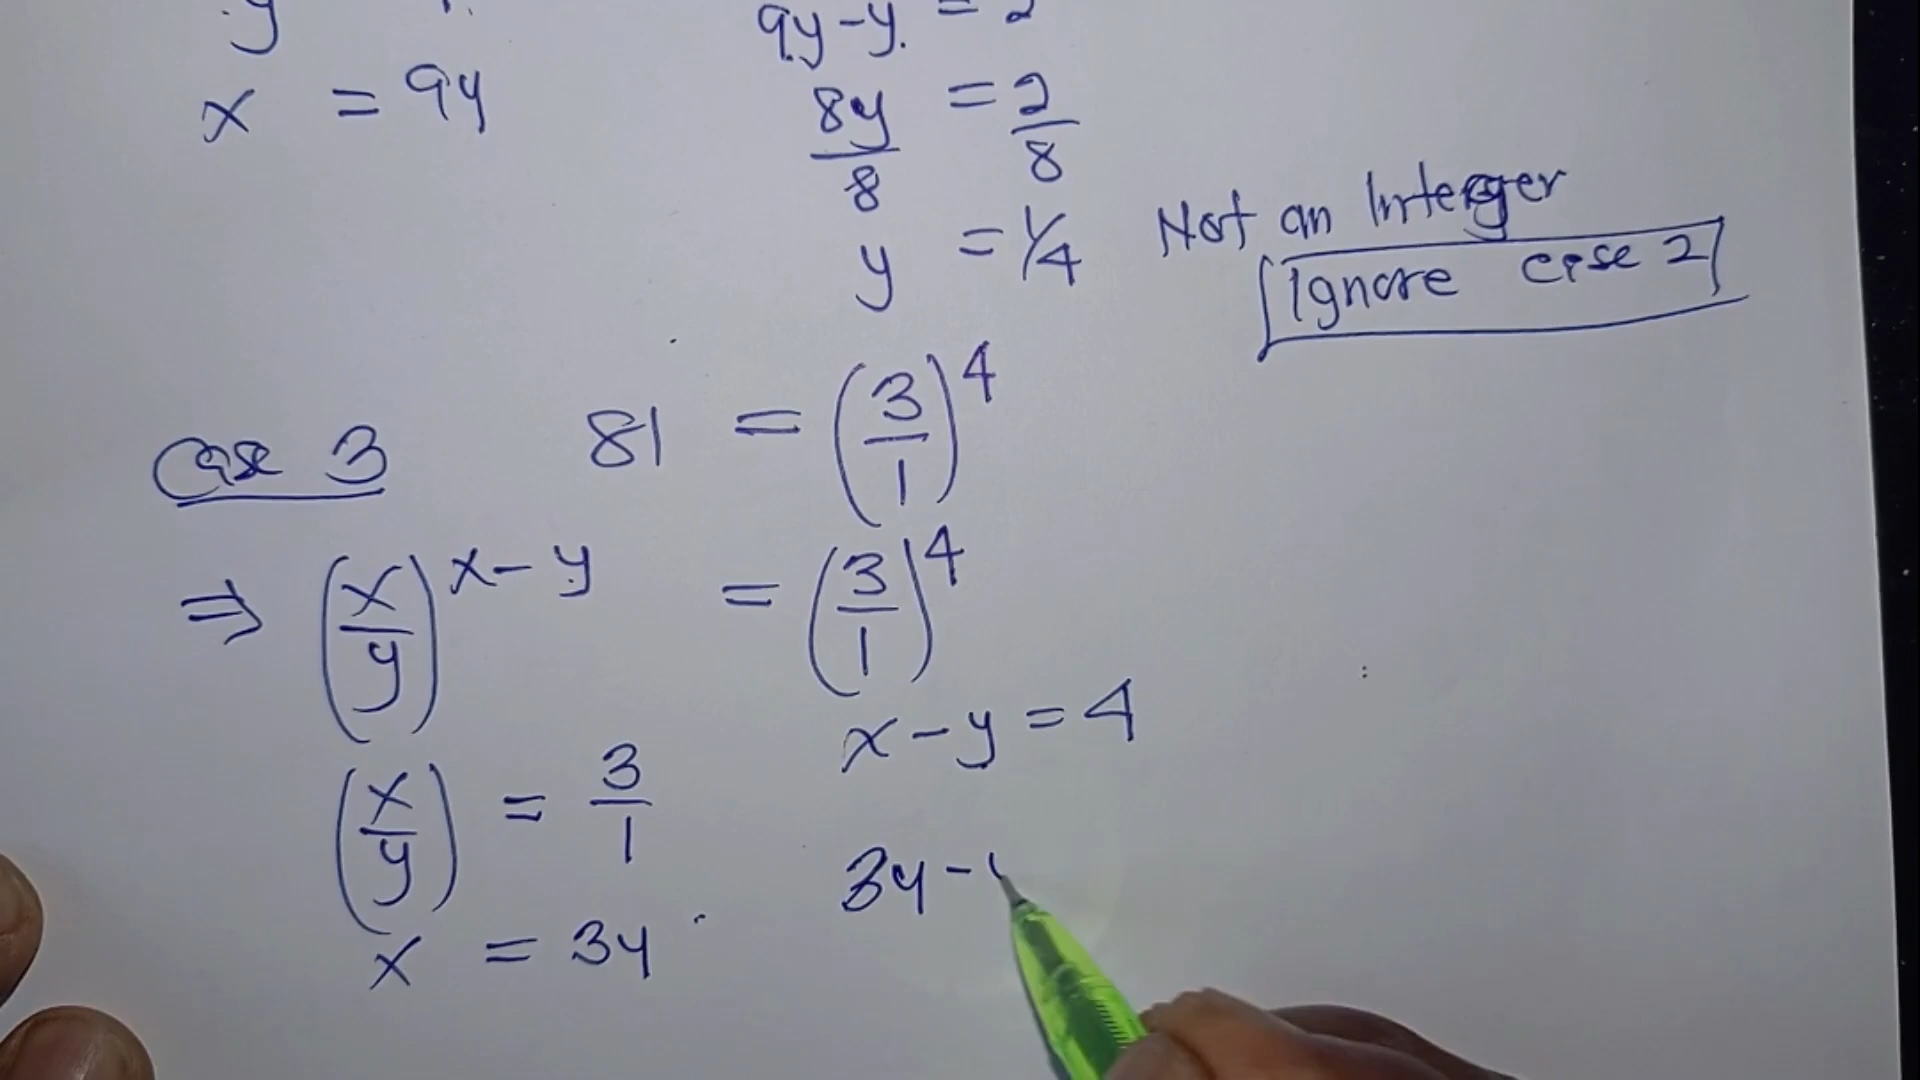 y
9y-y. = 2
x = 9y
8y/8 = 2/8
y = 1/4
Not an Interger
Ignore case 2
Case 3 81 = (3/1)^4
⇒ (x/y)^x-y = (3/1)^4
x-y = 4
(x/y) = 3/1
3y-
x = 3y